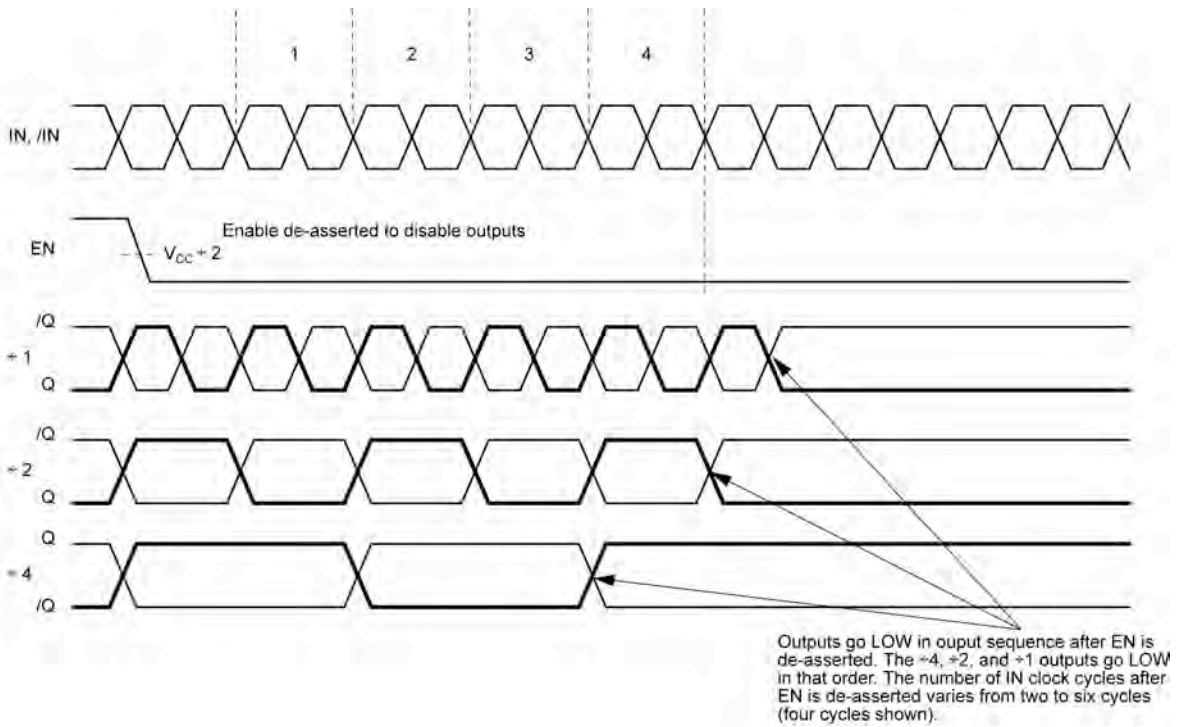 1 2 3 4
IN, /IN
EN
Enable de-asserted to disable outputs
VCC ÷ 2
/Q
÷ 1
Q
/Q
÷ 2
Q
Q
÷ 4
/Q
Outputs go LOW in ouput sequence after EN is
de-asserted. The ÷4, ÷2, and ÷1 outputs go LOW
in that order. The number of IN clock cycles after
EN is de-asserted varies from two to six cycles
(four cycles shown).